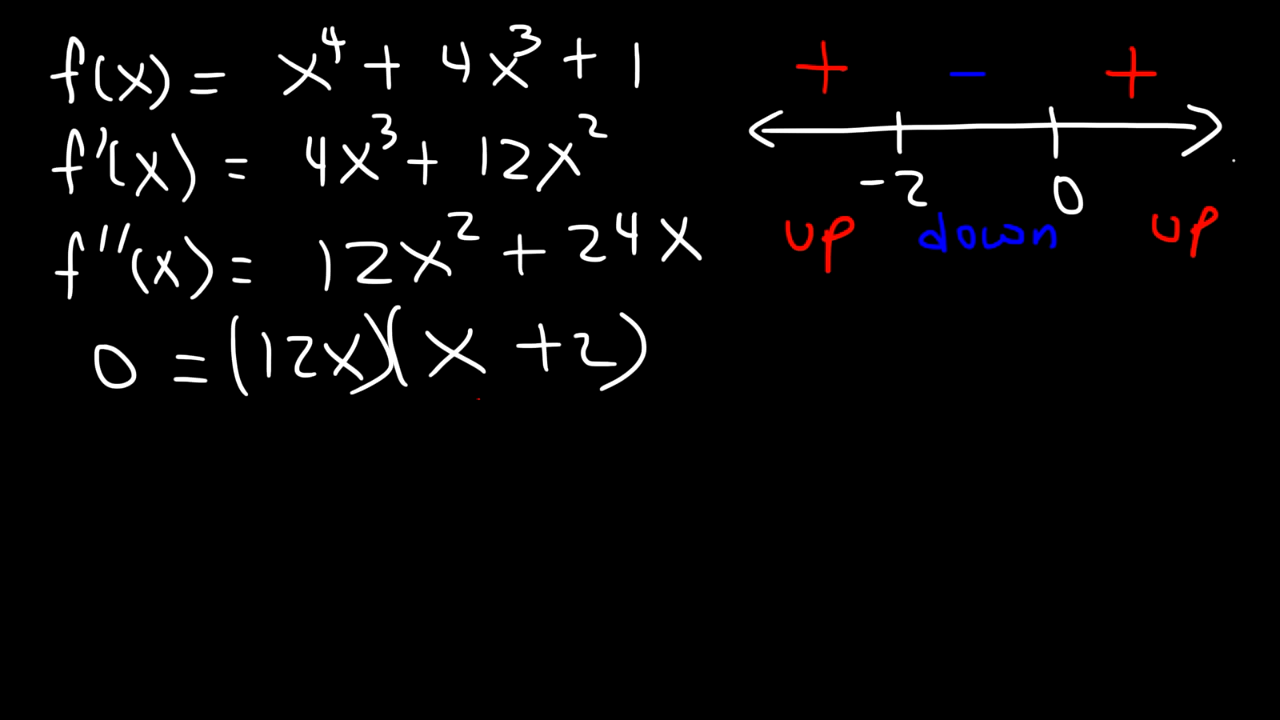 f(x) = x⁴ + 4x³ + 1
f'(x) = 4x³ + 12x²
f''(x) = 12x² + 24x
0 = (12x)(x + 2)
+ - +
-2 0
up down up